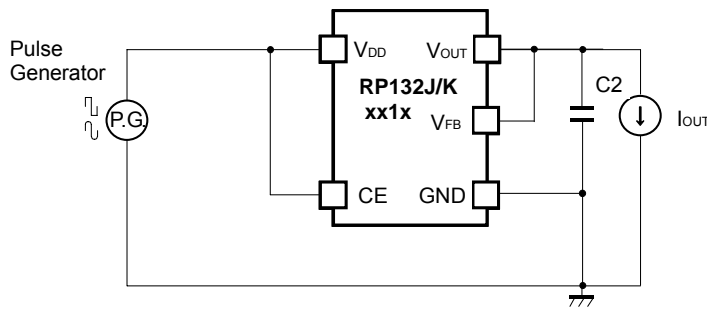 Pulse
Generator
P.G.
VDD
VOUT
RP132J/K
xx1x
VFB
CE
GND
C2
IOUT